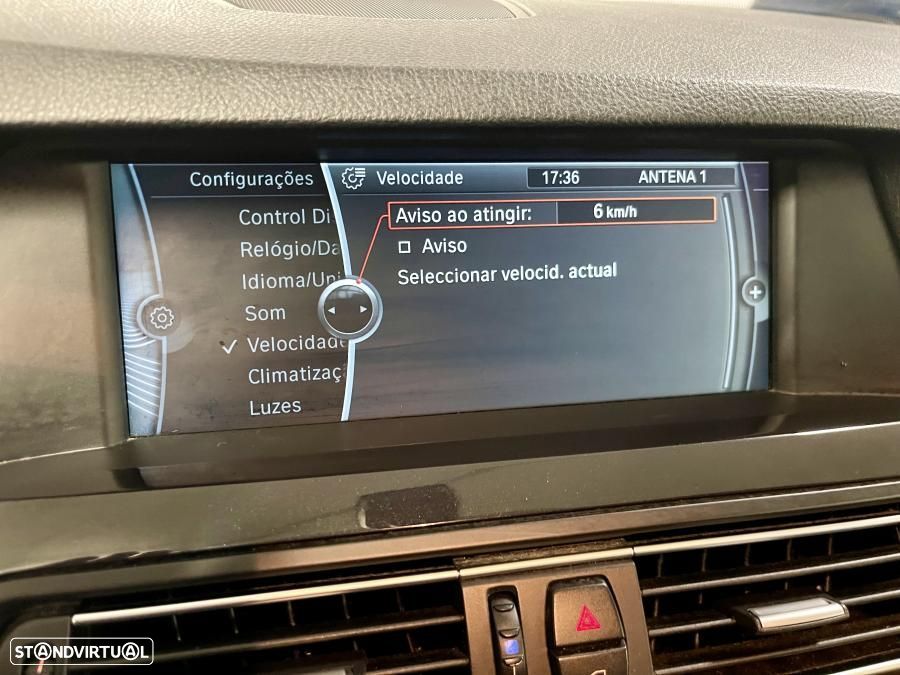 Configurações
Velocidade
17:36
ANTENA 1
Control Di
Relógio/Da
Idioma/Uni
Som
Velocidade
Climatizaç
Luzes
Aviso ao atingir:
6 km/h
Aviso
Seleccionar velocid. actual
STANDVIRTUAL